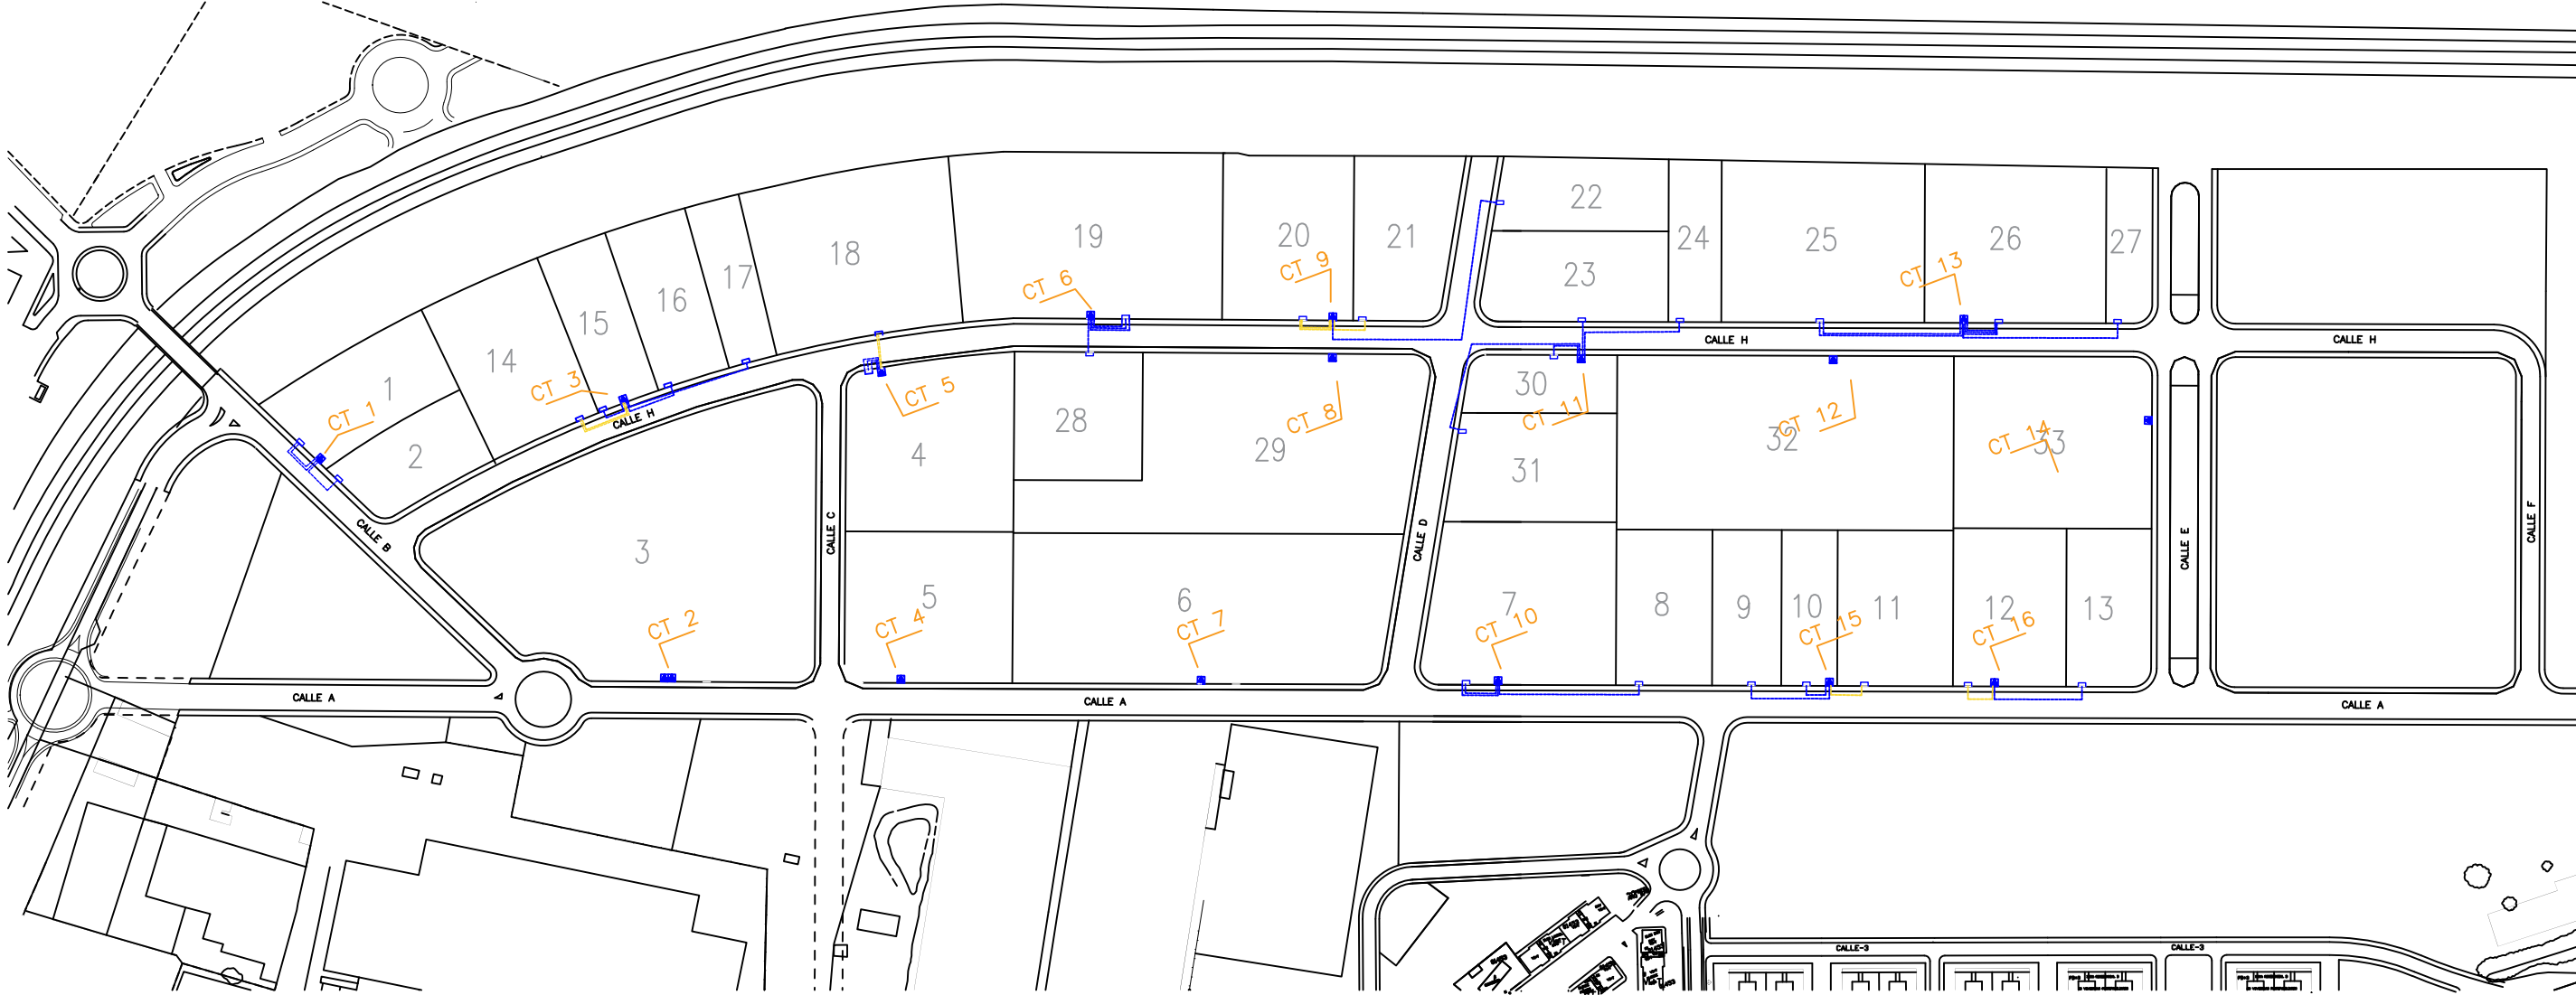 22
19
20
21
24
25
26
27
18
23
17
CT 6
CT 9
CT 13
16
15
14
CALLE H
CALLE H
1
CT 3
CT 5
30
CT 1
CALLE H
28
CT 8
CT 11
CT 12
32
CT 14
33
2
4
29
31
CALLE B
3
CALLE C
CALLE D
CALLE E
CALLE F
5
6
7
8
9
10
11
12
13
CT 2
CT 4
CT 7
CT 10
CT 15
CT 16
CALLE A
CALLE A
CALLE A
CALLE-3
CALLE-3